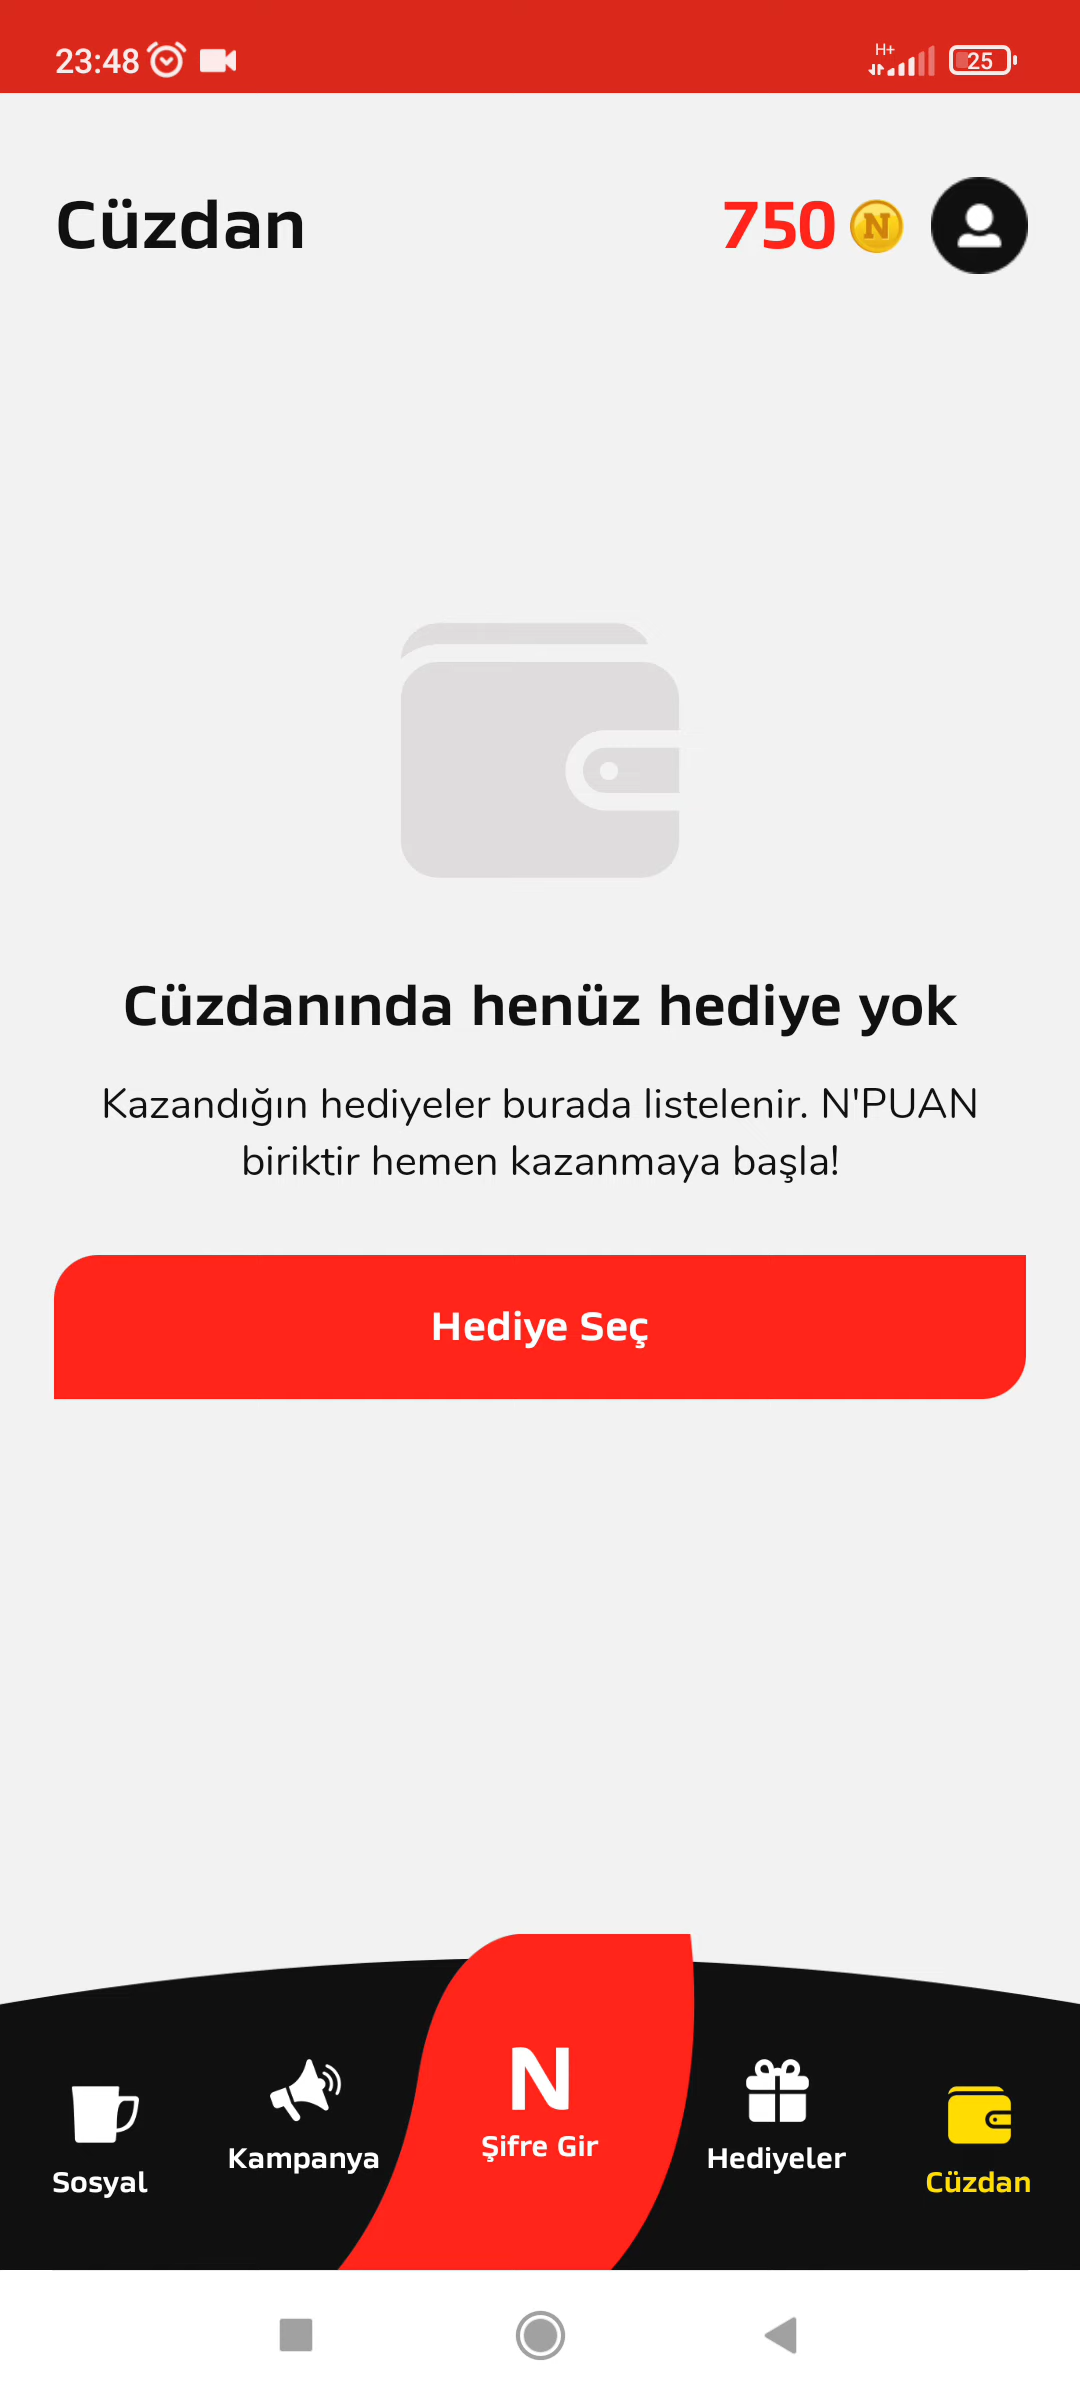 23:48
H+
25
Cüzdan
750 N
Cüzdanında henüz hediye yok
Kazandığın hediyeler burada listelenir. N'PUAN
biriktir hemen kazanmaya başla!
Hediye Seç
N
Sosyal
Kampanya
Şifre Gir
Hediyeler
Cüzdan